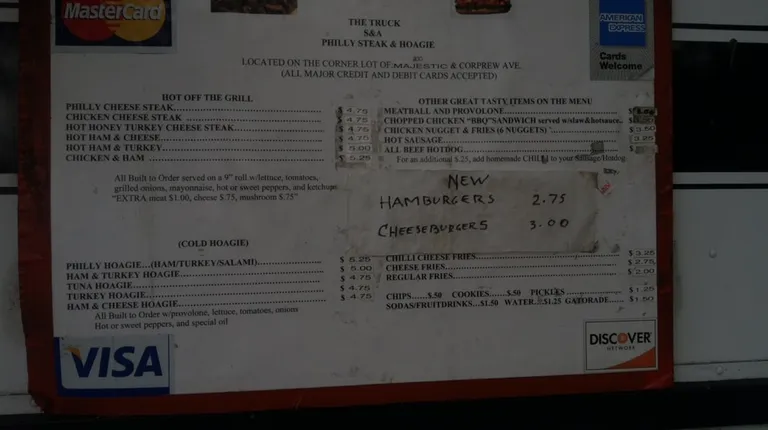 MasterCard
AMERICAN EXPRESS
Cards Welcome
THE TRUCK
S&A
PHILLY STEAK & HOAGIE
LOCATED ON THE CORNER LOT OF MAJESTIC & CORPREW AVE.
(ALL MAJOR CREDIT AND DEBIT CARDS ACCEPTED)
HOT OFF THE GRILL
PHILLY CHEESE STEAK $ 4.75
CHICKEN CHEESE STEAK $ 4.75
HOT HONEY TURKEY CHEESE STEAK $ 4.75
HOT HAM & CHEESE $ 4.75
HOT HAM & TURKEY $ 5.00
CHICKEN & HAM $ 5.25
All Built to Order served on a 9" roll w/lettuce, tomatoes,
grilled onions, mayonnaise, hot or sweet peppers, and ketchup
"EXTRA meat $1.00, cheese $.75, mushroom $.75"
(COLD HOAGIE)
PHILLY HOAGIE...(HAM/TURKEY/SALAMI) $ 5.25
HAM & TURKEY HOAGIE $ 5.00
TUNA HOAGIE $ 4.75
TURKEY HOAGIE $ 4.75
HAM & CHEESE HOAGIE $ 4.75
All Built to Order w/provolone, lettuce, tomatoes, onions
Hot or sweet peppers, and special oil
VISA
OTHER GREAT TASTY ITEMS ON THE MENU
MEATBALL AND PROVOLONE $
CHOPPED CHICKEN "BBQ"SANDWICH served w/slaw&hotsauce.. $
CHICKEN NUGGET & FRIES (6 NUGGETS) $ 3.50
HOT SAUSAGE $ 3.25
ALL BEEF HOTDOG $
For an additional $.25, add homemade CHILLI to your Sausage/Hotdog
NEW
HAMBURGERS 2.75
CHEESEBURGERS 3.00
CHILLI CHEESE FRIES $ 3.25
CHEESE FRIES $ 2.75
REGULAR FRIES $ 2.00
CHIPS......$.50 COOKIES......$.50 PICKLES $ 1.25
SODAS/FRUITDRINKS...$1.50 WATER...$1.25 GATORADE $ 1.50
DISCOVER
NETWORK